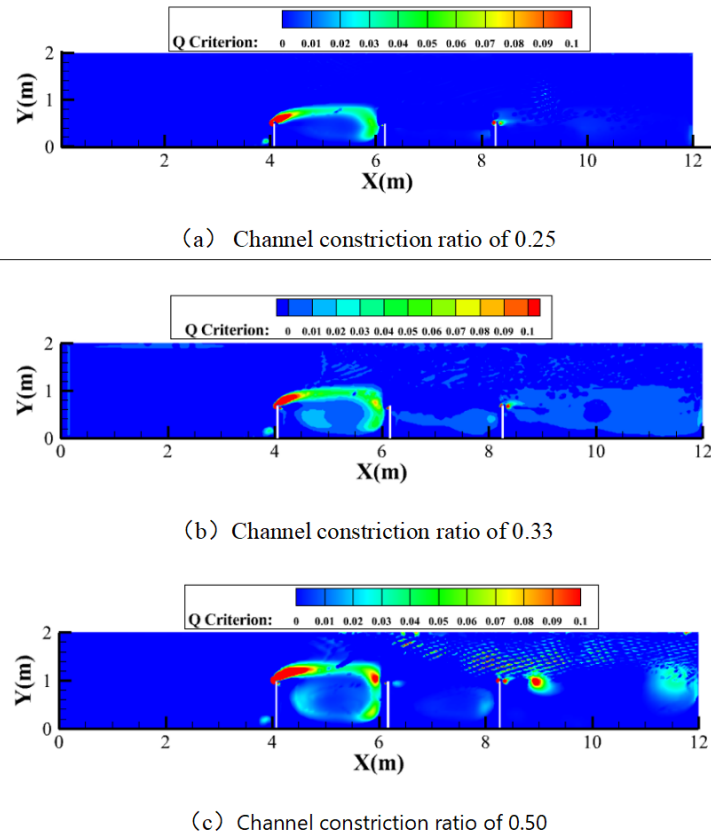 Q Criterion: 0 0.01 0.02 0.03 0.04 0.05 0.06 0.07 0.08 0.09 0.1
2
Y(m)
1
0
4 6 8 10 12
X(m)
（a） Channel constriction ratio of 0.25
Q Criterion: 0 0.01 0.02 0.03 0.04 0.05 0.06 0.07 0.08 0.09 0.1
2
Y(m)
1
0
0 2 4 6 8 10 12
X(m)
（b）Channel constriction ratio of 0.33
Q Criterion: 0 0.01 0.02 0.03 0.04 0.05 0.06 0.07 0.08 0.09 0.1
2
Y(m)
1
0
0 2 4 6 8 10 12
X(m)
（c）Channel constriction ratio of 0.50